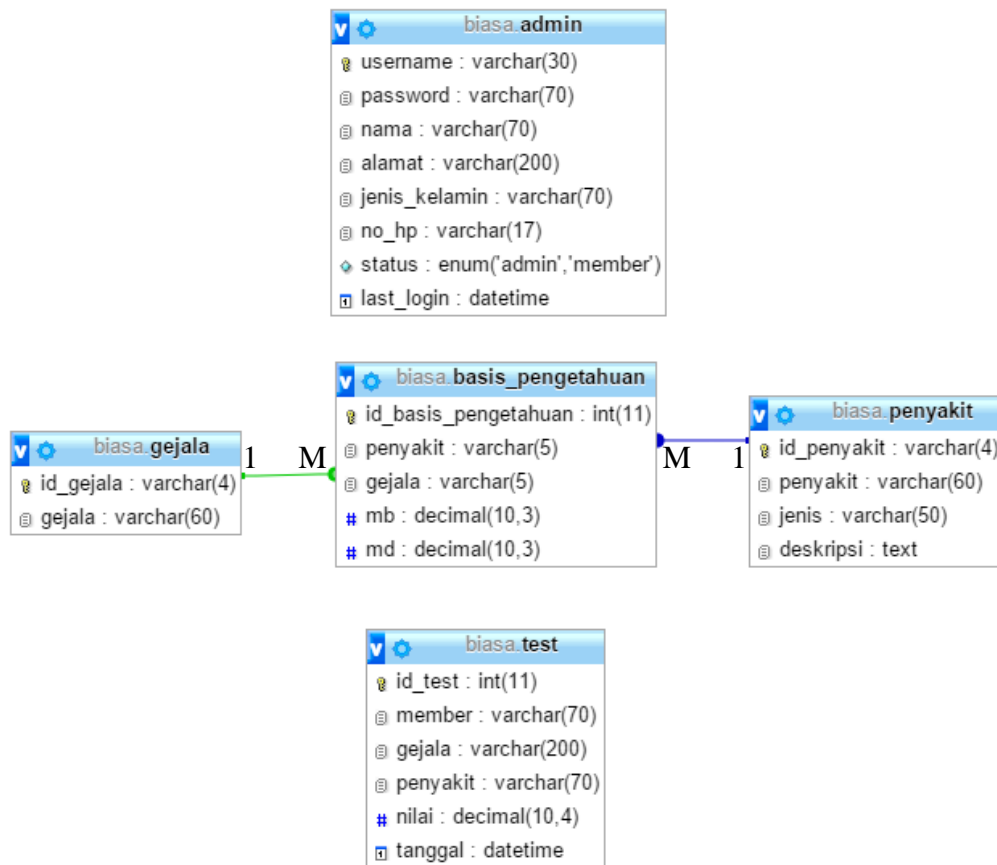 biasa.admin
username : varchar(30)
password : varchar(70)
nama : varchar(70)
alamat : varchar(200)
jenis_kelamin : varchar(70)
no_hp : varchar(17)
status : enum('admin','member')
last_login : datetime
biasa.gejala
id_gejala : varchar(4)
gejala : varchar(60)
1
M
biasa.basis_pengetahuan
id_basis_pengetahuan : int(11)
penyakit : varchar(5)
gejala : varchar(5)
mb : decimal(10,3)
md : decimal(10,3)
M
1
biasa.penyakit
id_penyakit : varchar(4)
penyakit : varchar(60)
jenis : varchar(50)
deskripsi : text
biasa.test
id_test : int(11)
member : varchar(70)
gejala : varchar(200)
penyakit : varchar(70)
nilai : decimal(10,4)
tanggal : datetime